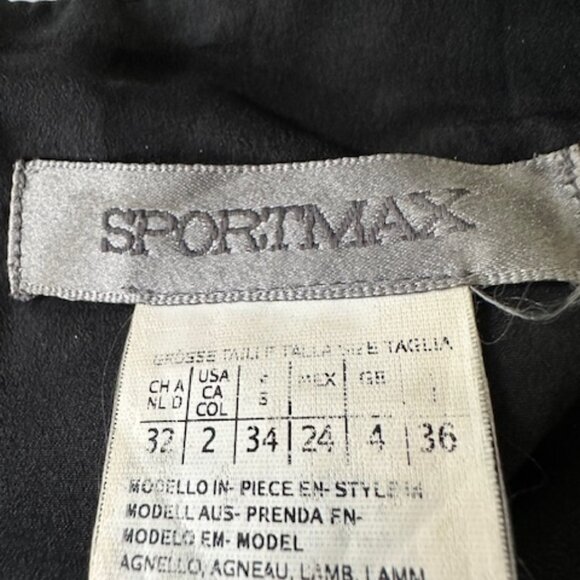 SPORTMAX
GROSSE TAILLE TALLA SIZE TAGLIA
CH A USA MEX GB I
NL D CA S
COL
32 2 34 24 4 36
MODELLO IN- PIECE EN- STYLE IN
MODELL AUS- PRENDA EN-
MODELO EM- MODEL
AGNELLO, AGNEAU, LAMB, LAMM